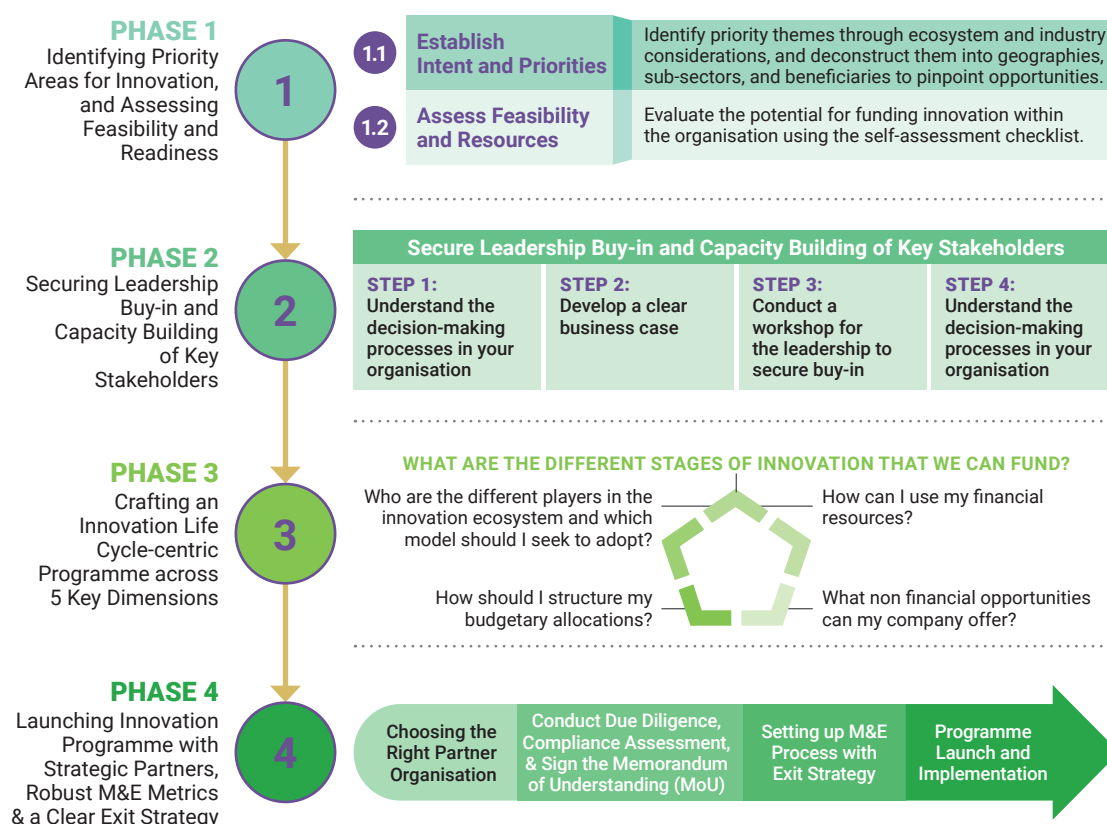 PHASE 1
Identifying Priority
Areas for Innovation,
and Assessing
Feasibility and
Readiness
1
1.1
Establish
Intent and Priorities
Identify priority themes through ecosystem and industry
considerations, and deconstruct them into geographies,
sub-sectors, and beneficiaries to pinpoint opportunities.
1.2
Assess Feasibility
and Resources
Evaluate the potential for funding innovation within
the organisation using the self-assessment checklist.
PHASE 2
Securing Leadership
Buy-in and
Capacity Building
of Key
Stakeholders
2
Secure Leadership Buy-in and Capacity Building of Key Stakeholders
STEP 1:
Understand the
decision-making
processes in your
organisation
STEP 2:
Develop a clear
business case
STEP 3:
Conduct a
workshop for
the leadership to
secure buy-in
STEP 4:
Understand the
decision-making
processes in your
organisation
PHASE 3
Crafting an
Innovation Life
Cycle-centric
Programme across
5 Key Dimensions
3
WHAT ARE THE DIFFERENT STAGES OF INNOVATION THAT WE CAN FUND?
Who are the different players in the
innovation ecosystem and which
model should I seek to adopt?
How can I use my financial
resources?
How should I structure my
budgetary allocations?
What non financial opportunities
can my company offer?
PHASE 4
Launching Innovation
Programme with
Strategic Partners,
Robust M&E Metrics
& a Clear Exit Strategy
4
Choosing the
Right Partner
Organisation
Conduct Due Diligence,
Compliance Assessment,
& Sign the Memorandum
of Understanding (MoU)
Setting up M&E
Process with
Exit Strategy
Programme
Launch and
Implementation